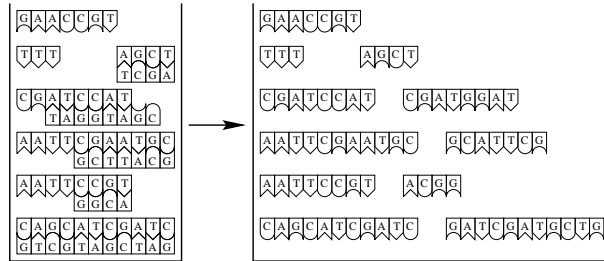 GAACCGT
TTT AGCT
TCGA
CGATCCAT
TAGGTAGC
AATTCGAATGC
GCTTACG
AATTCCGT
GGCA
CAGCATCGATC
GTCGTAGCTAG
GAACCGT
TTT AGCT
CGATCCAT CGATGGAT
AATTCGAATGC GCATTCG
AATTCCGT ACGG
CAGCATCGATC GATCGATGCTG